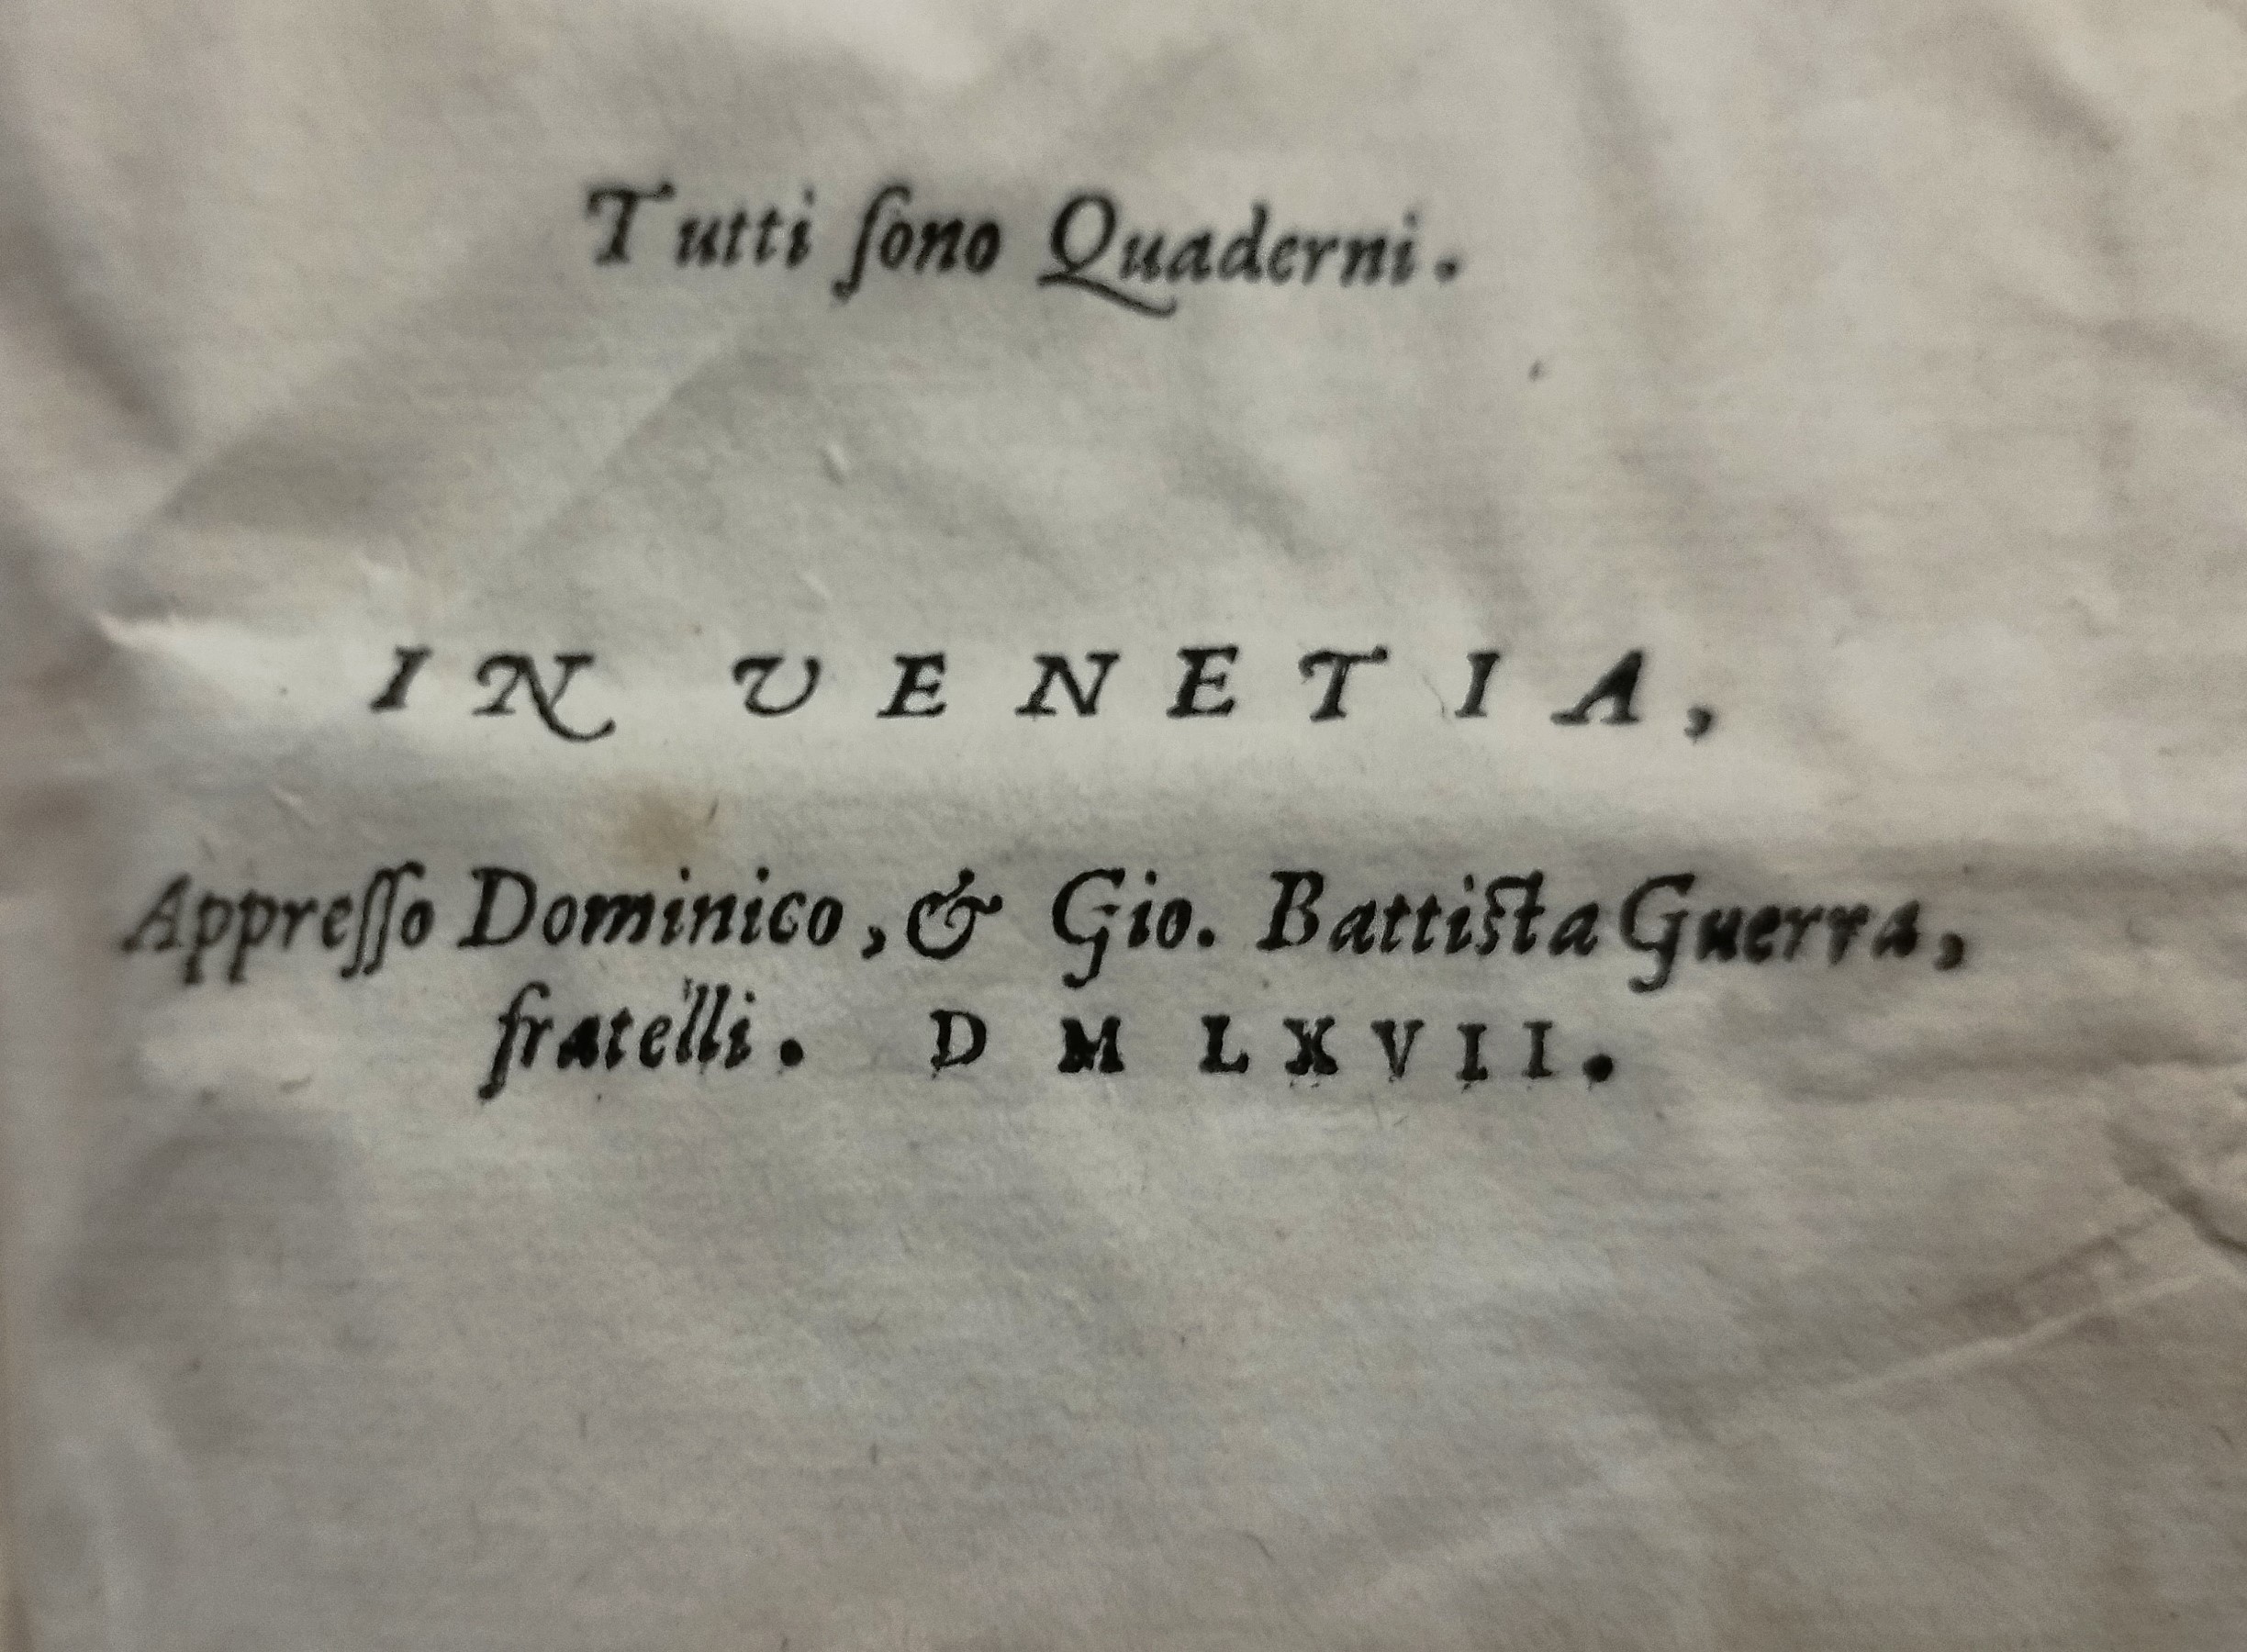 Tutti ſono Quaderni.
IN VENETIA,
Appreſſo Dominico, & Gio. Battiſta Guerra,
fratelli. D M LXVII.